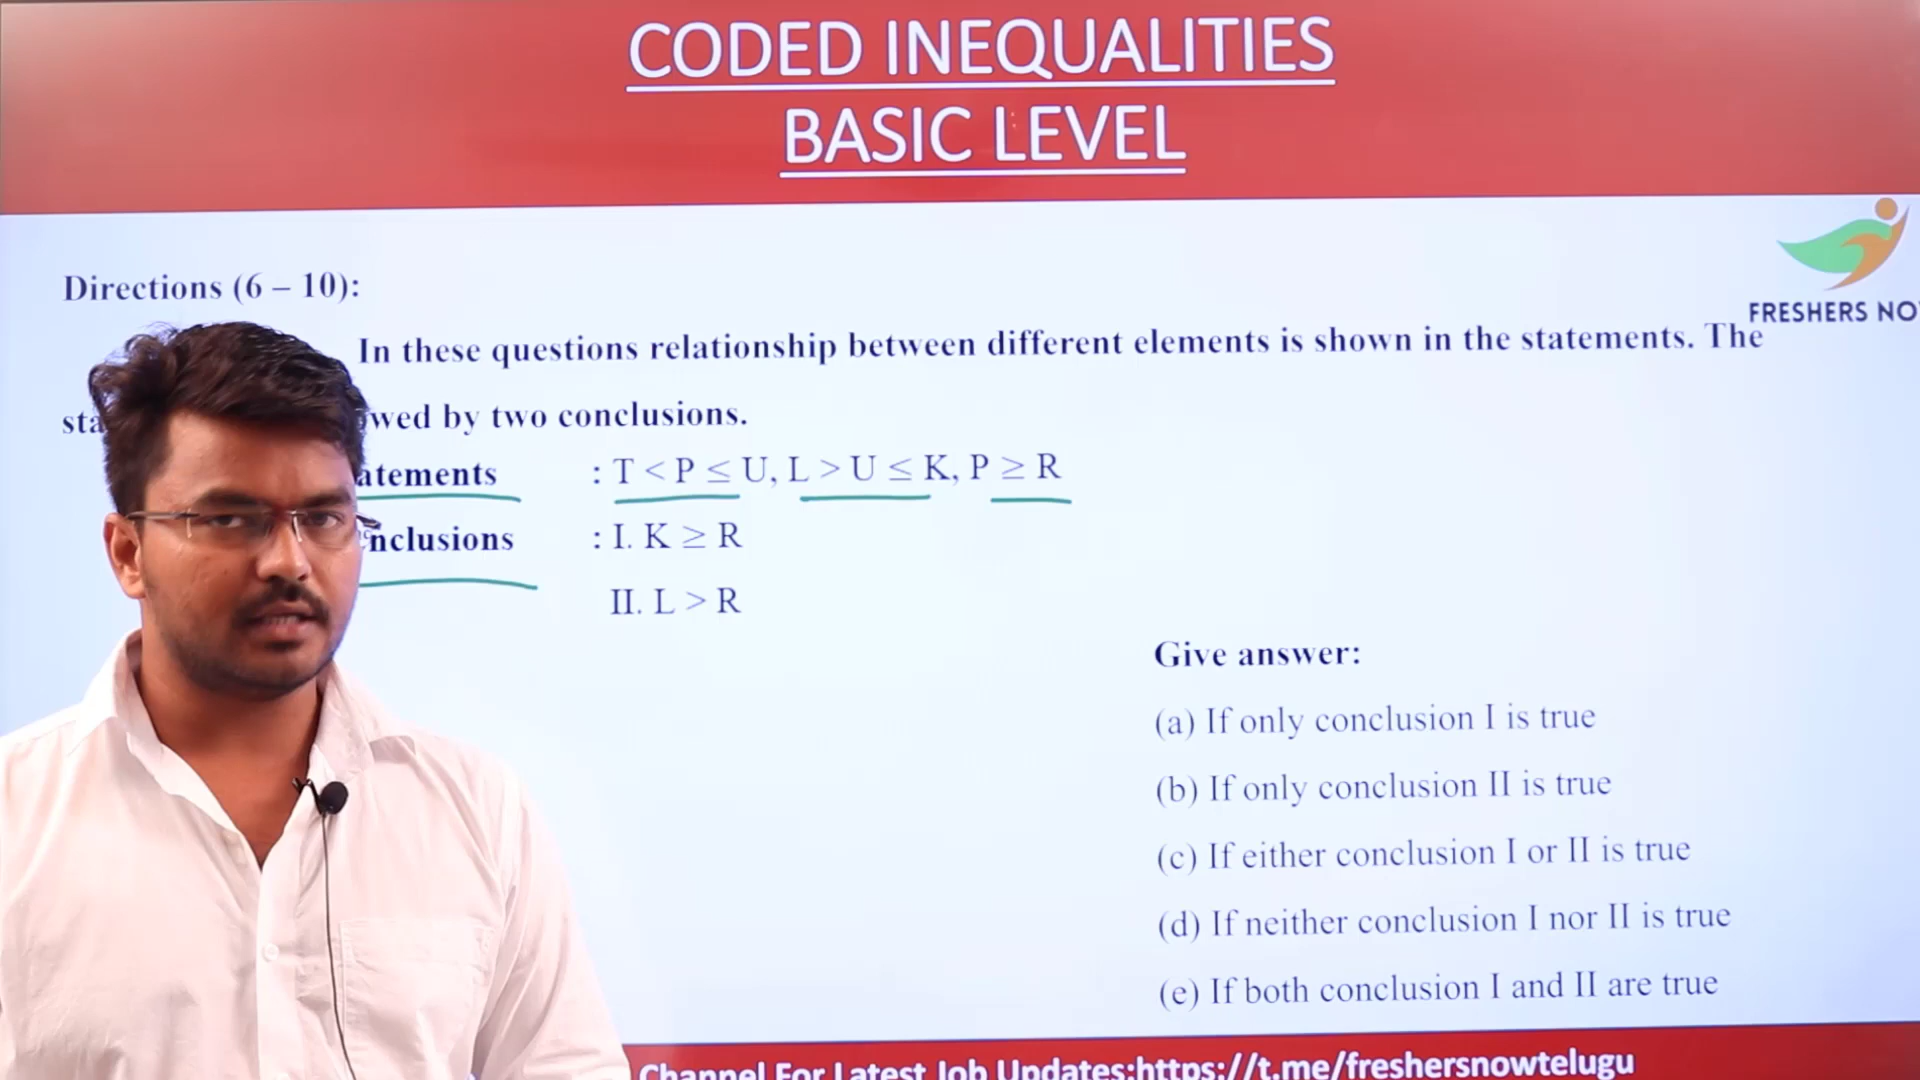 CODED INEQUALITIES
BASIC LEVEL
FRESHERS NO
Directions (6 – 10):
In these questions relationship between different elements is shown in the statements. The
sta wed by two conclusions.
atements : T < P ≤ U, L > U ≤ K, P ≥ R
nclusions : I. K ≥ R
II. L > R
Give answer:
(a) If only conclusion I is true
(b) If only conclusion II is true
(c) If either conclusion I or II is true
(d) If neither conclusion I nor II is true
(e) If both conclusion I and II are true
Channel For Latest Job Updates:https://t.me/freshersnowtelugu